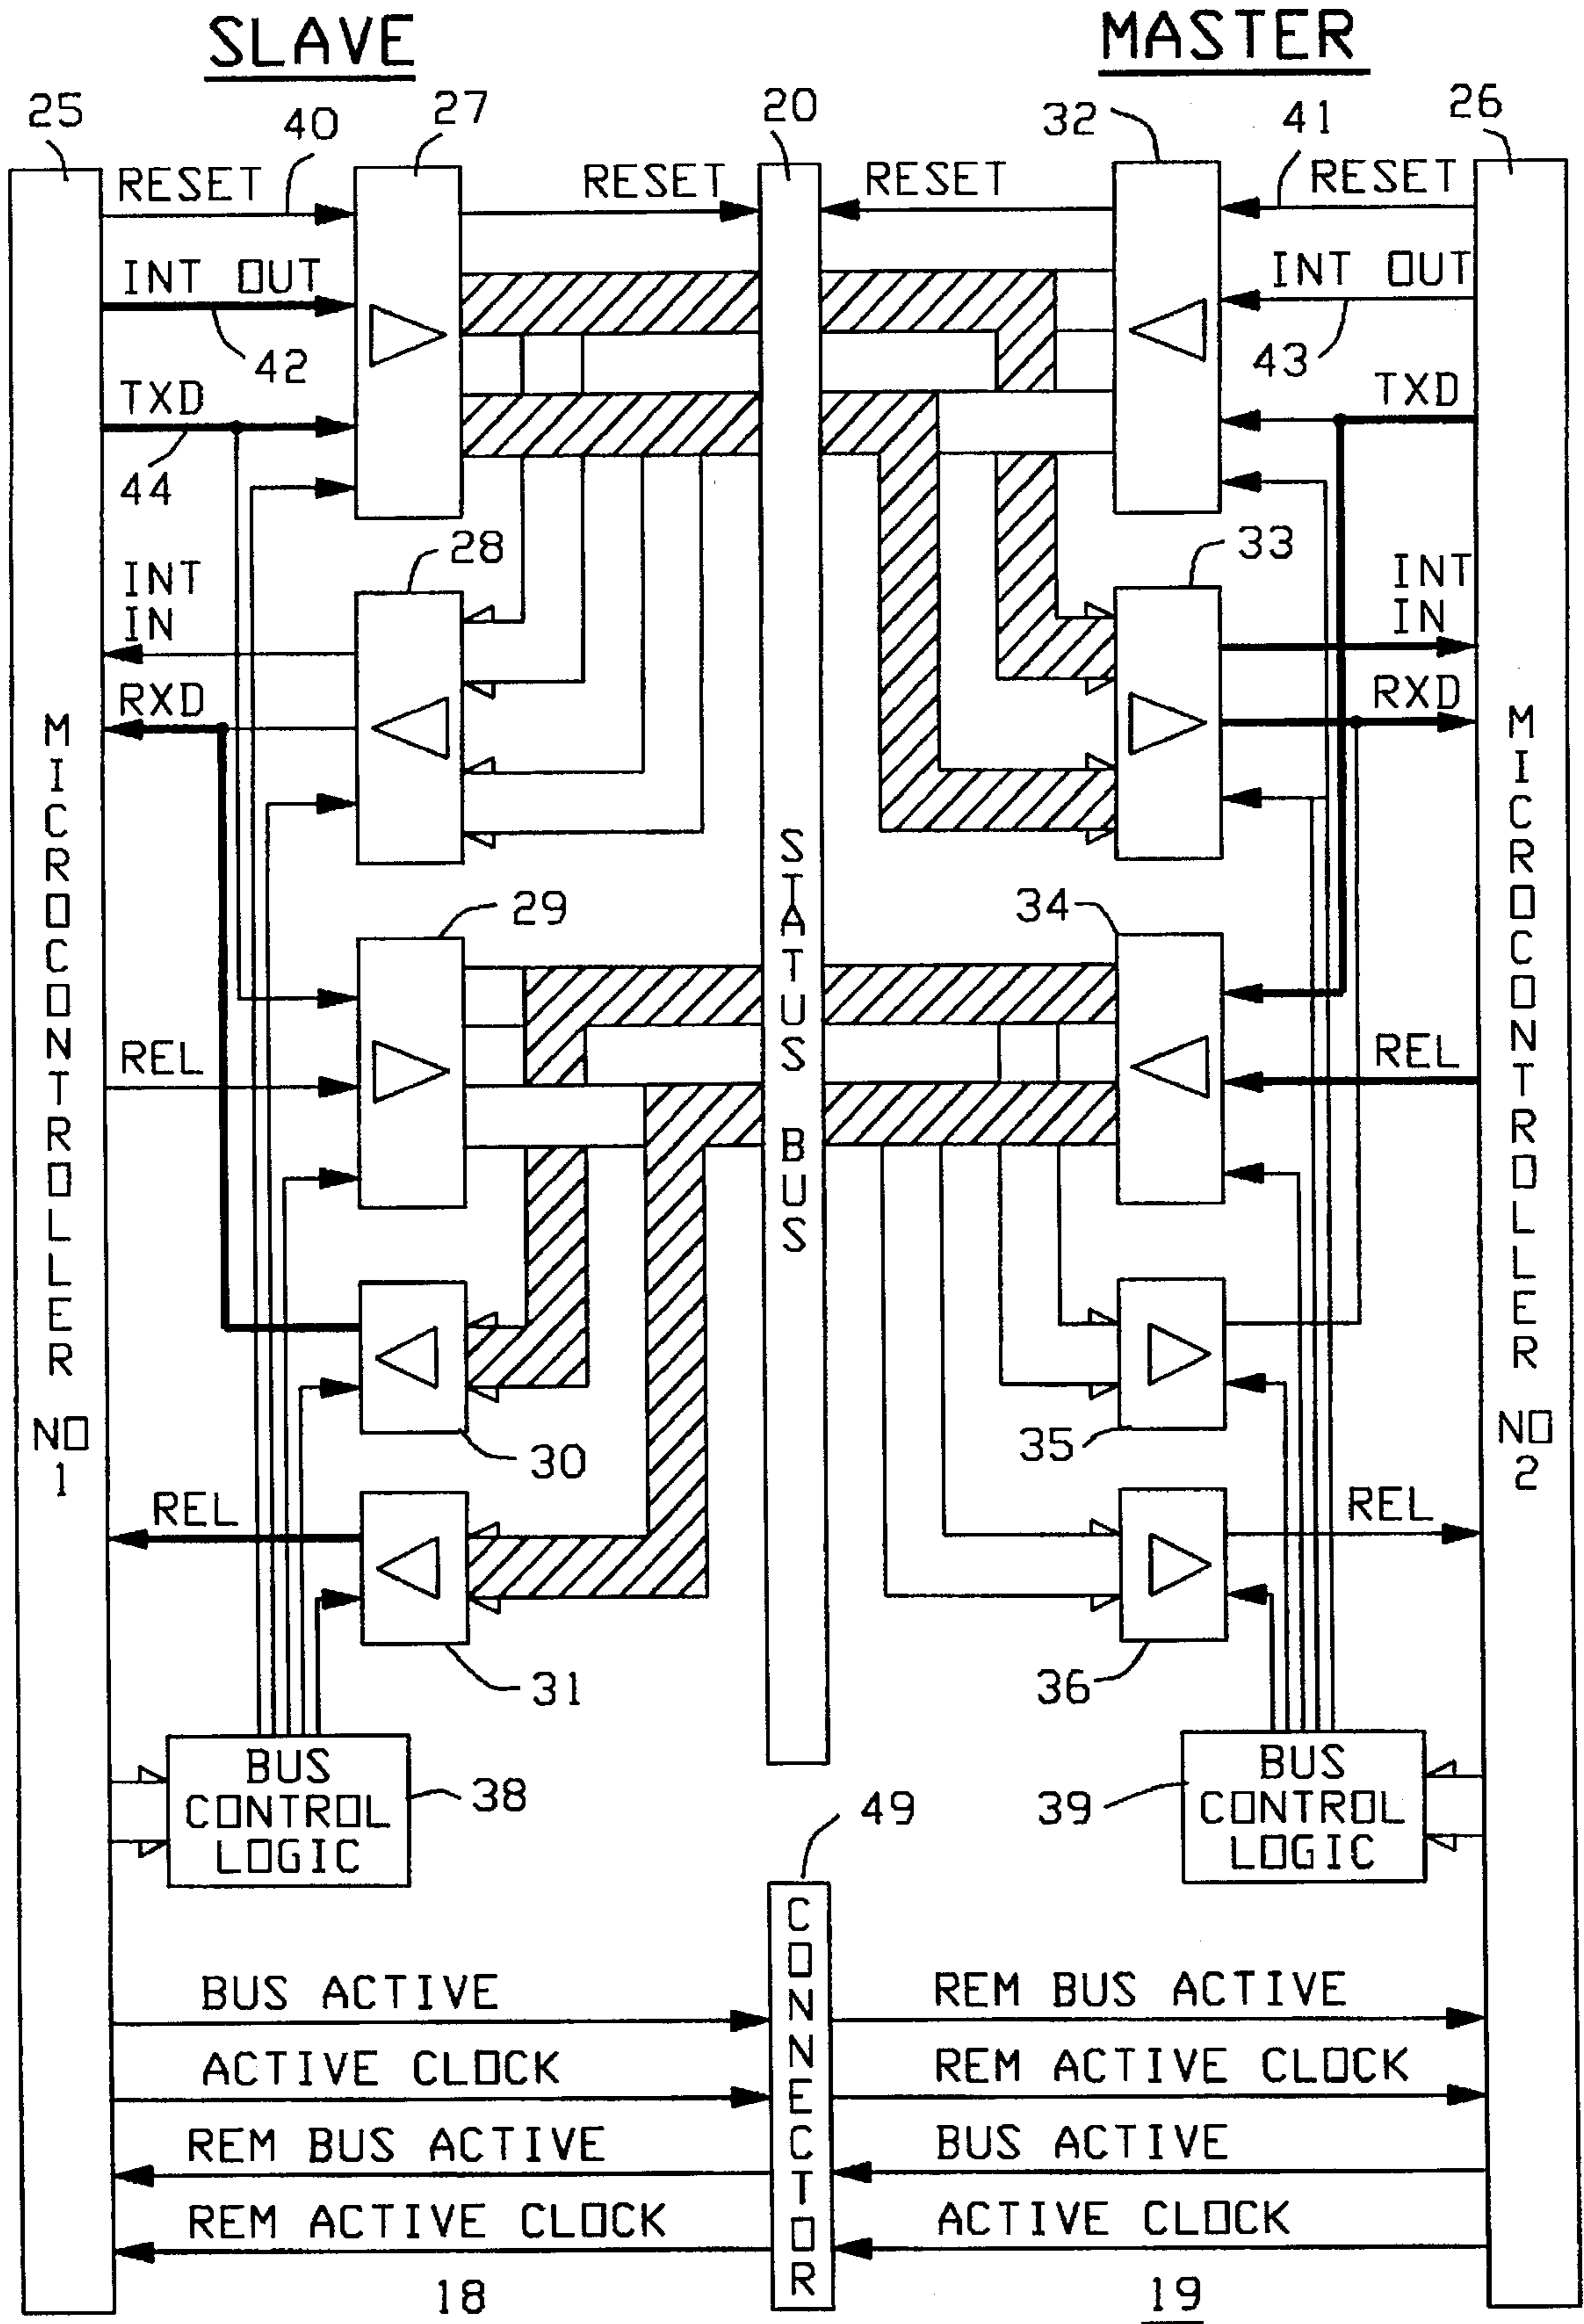 SLAVE
MASTER
25
40
27
20
32
41
26
RESET
RESET
RESET
RESET
INT OUT
INT OUT
42
43
TXD
TXD
44
28
33
INT
IN
INT
IN
RXD
RXD
MICROCONTROLLER NO 1
STATUS BUS
MICROCONTROLLER NO 2
29
34
REL
REL
30
35
REL
REL
31
36
BUS
CONTROL
LOGIC
38
39
BUS
CONTROL
LOGIC
49
CONNECTOR
BUS ACTIVE
REM BUS ACTIVE
ACTIVE CLOCK
REM ACTIVE CLOCK
REM BUS ACTIVE
BUS ACTIVE
REM ACTIVE CLOCK
ACTIVE CLOCK
18
19